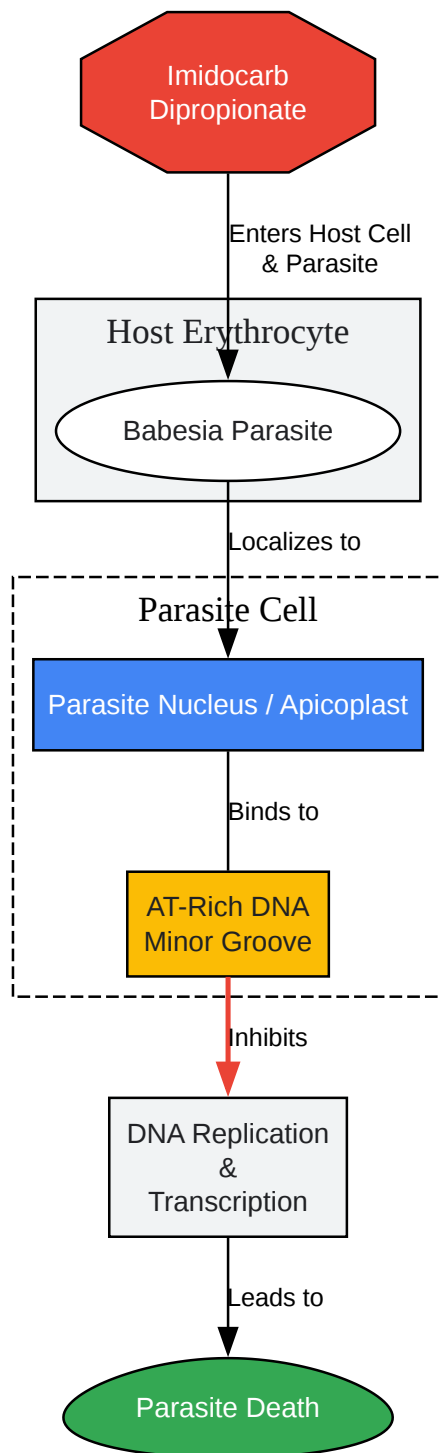 Imidocarb
Dipropionate
Enters Host Cell
& Parasite
Host Erythrocyte
Babesia Parasite
Localizes to
Parasite Cell
Parasite Nucleus / Apicoplast
Binds to
AT-Rich DNA
Minor Groove
Inhibits
DNA Replication
&
Transcription
Leads to
Parasite Death